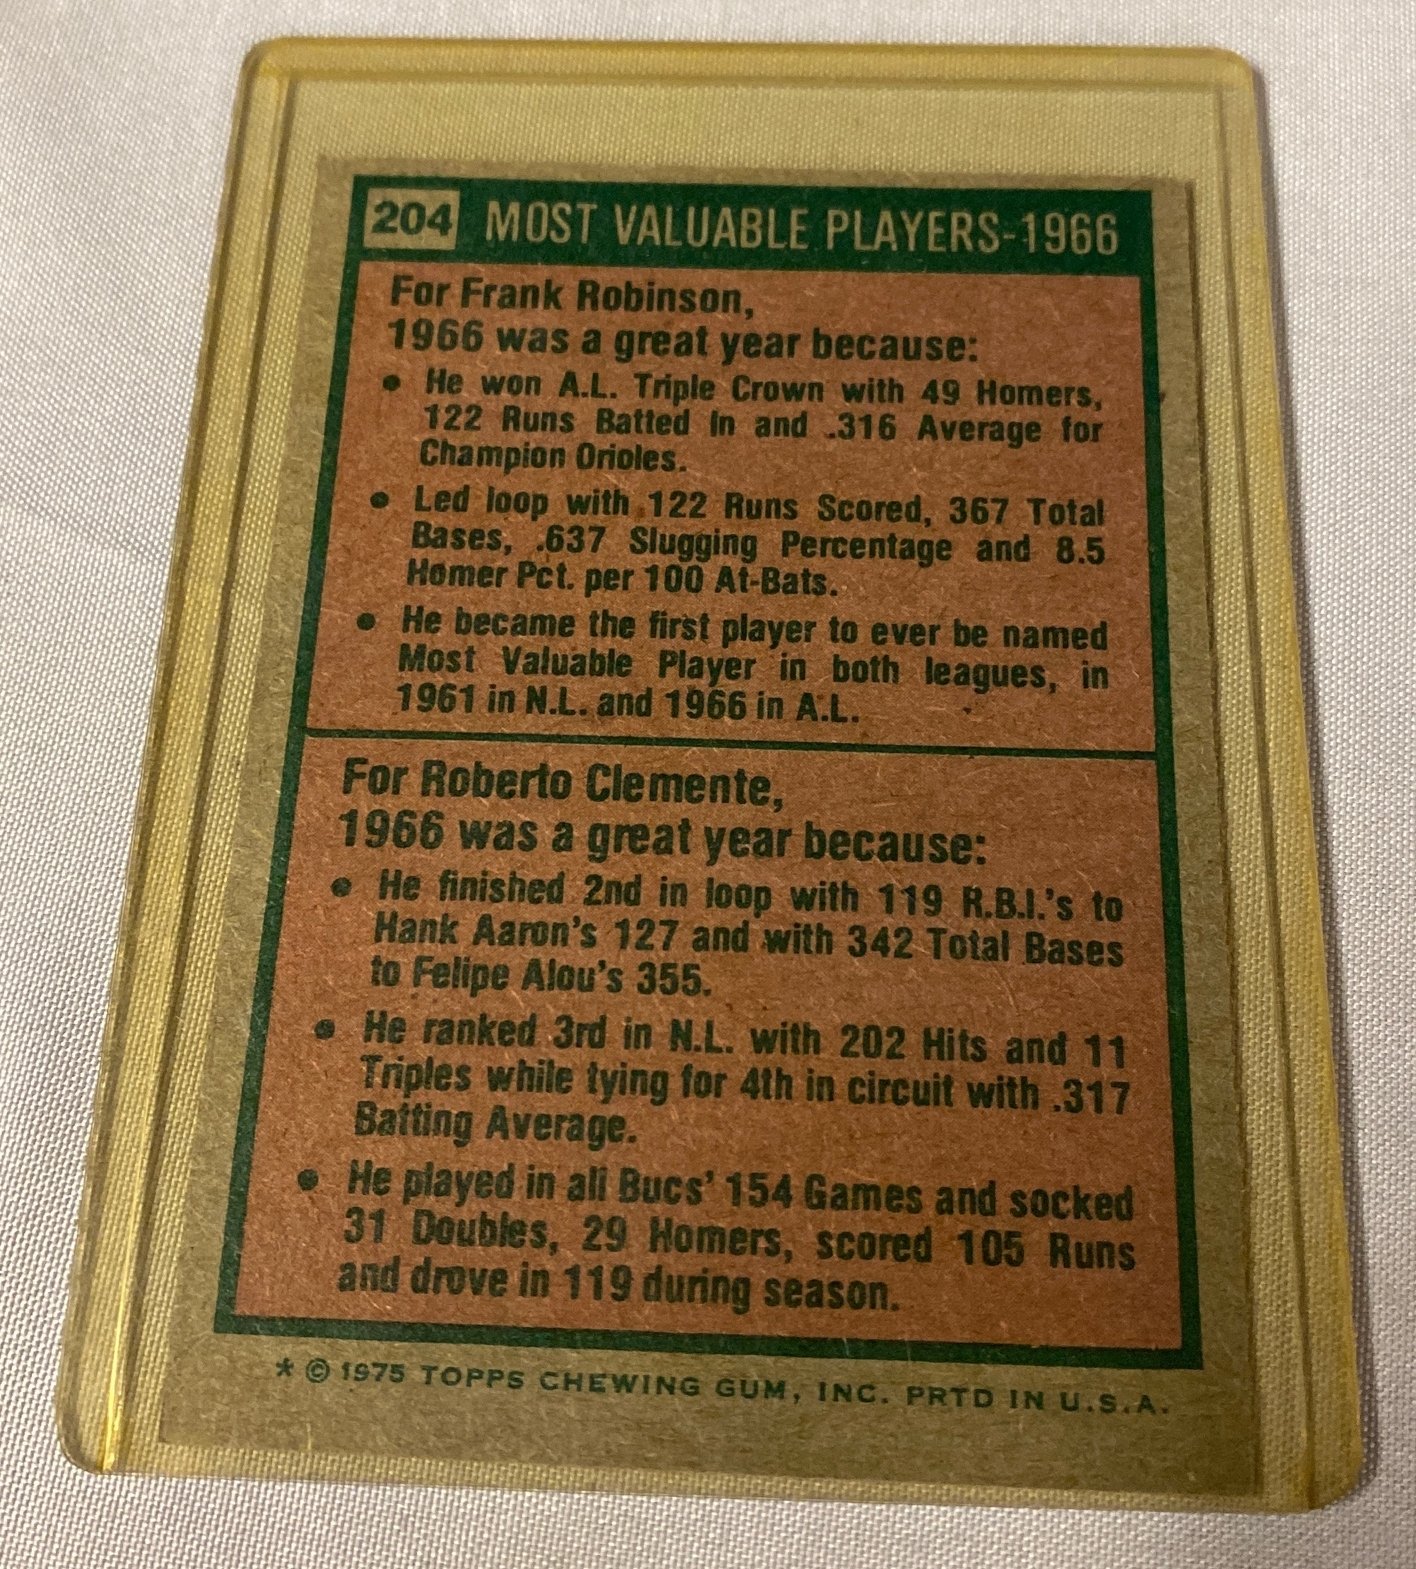 204 MOST VALUABLE PLAYERS-1966
For Frank Robinson,
1966 was a great year because:
• He won A.L. Triple Crown with 49 Homers,
122 Runs Batted In and .316 Average for
Champion Orioles.
• Led loop with 122 Runs Scored, 367 Total
Bases, .637 Slugging Percentage and 8.5
Homer Pct. per 100 At-Bats.
• He became the first player to ever be named
Most Valuable Player in both leagues, in
1961 in N.L. and 1966 in A.L.
For Roberto Clemente,
1966 was a great year because:
• He finished 2nd in loop with 119 R.B.I.'s to
Hank Aaron's 127 and with 342 Total Bases
to Felipe Alou's 355.
• He ranked 3rd in N.L. with 202 Hits and 11
Triples while tying for 4th in circuit with .317
Batting Average.
• He played in all Bucs' 154 Games and socked
31 Doubles, 29 Homers, scored 105 Runs
and drove in 119 during season.
* © 1975 TOPPS CHEWING GUM, INC. PRTD IN U.S.A.